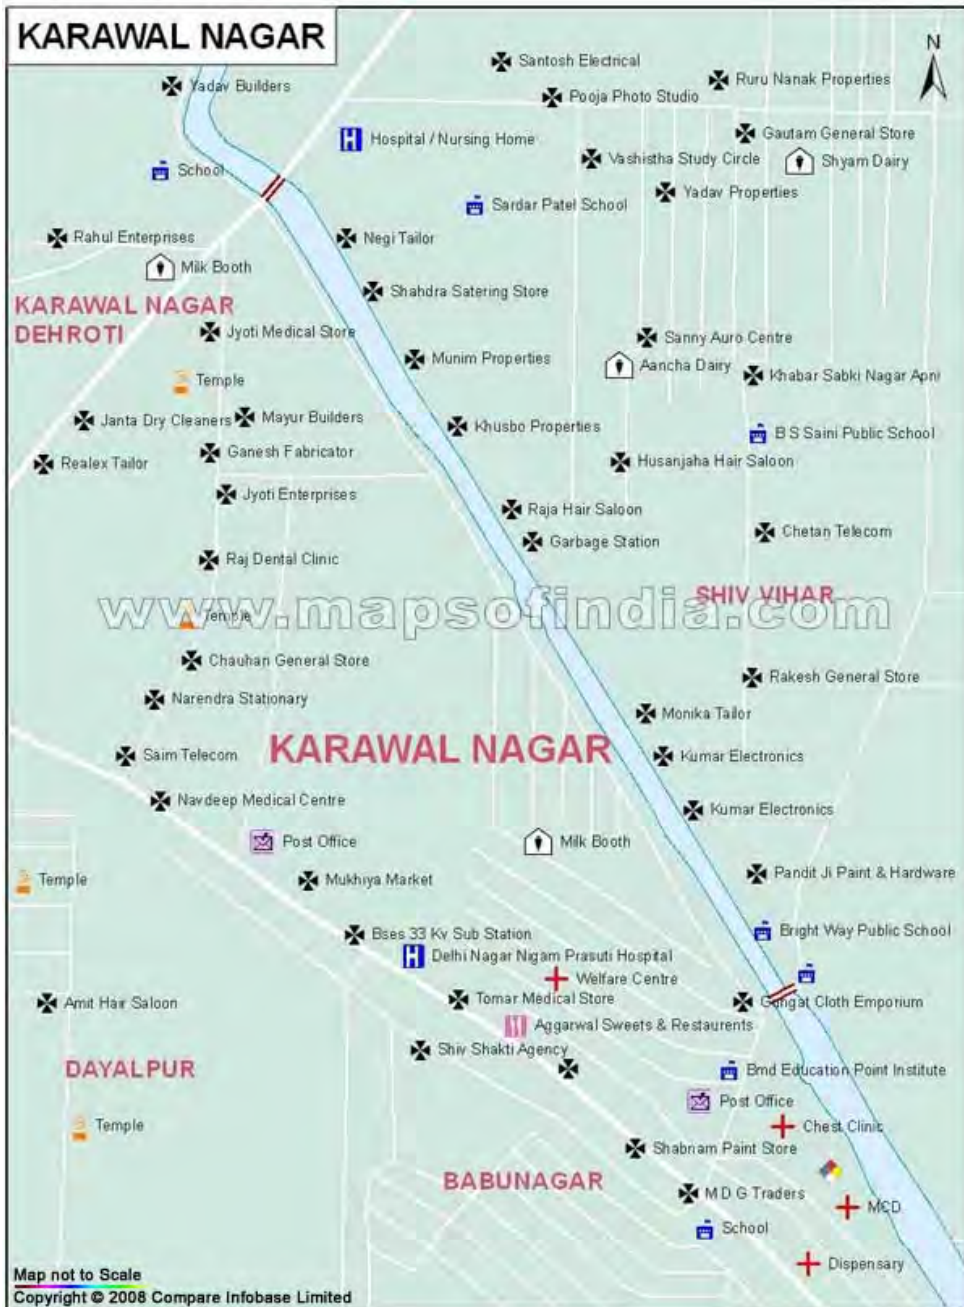 KARAWAL NAGAR
N
Santosh Electrical
Ruru Nanak Properties
Yadav Builders
Pooja Photo Studio
Gautam General Store
Hospital / Nursing Home
Vashistha Study Circle
Shyam Dairy
School
Yadav Properties
Sardar Patel School
Rahul Enterprises
Negi Tailor
Milk Booth
Shahdra Satering Store
KARAWAL NAGAR
DEHROTI
Jyoti Medical Store
Sanny Auro Centre
Munim Properties
Aancha Dairy
Temple
Khabar Sabki Nagar Apni
Janta Dry Cleaners
Mayur Builders
Khusbo Properties
B S Saini Public School
Ganesh Fabricator
Realex Tailor
Husanjaha Hair Saloon
Jyoti Enterprises
Raja Hair Saloon
Chetan Telecom
Garbage Station
Raj Dental Clinic
SHIV VIHAR
www.mapsofindia.com
Temple
Chauhan General Store
Rakesh General Store
Narendra Stationary
Monika Tailor
KARAWAL NAGAR
Saim Telecom
Kumar Electronics
Navdeep Medical Centre
Kumar Electronics
Post Office
Milk Booth
Temple
Mukhiya Market
Pandit Ji Paint & Hardware
Bses 33 Kv Sub Station
Bright Way Public School
Delhi Nagar Nigam Prasuti Hospital
Welfare Centre
Amit Hair Saloon
Tomar Medical Store
Gungat Cloth Emporium
Aggarwal Sweets & Restaurents
Shiv Shakti Agency
DAYALPUR
Bmd Education Point Institute
Post Office
Temple
Chest Clinic
Shabnam Paint Store
BABUNAGAR
M D G Traders
MCD
School
Dispensary
Map not to Scale
Copyright © 2008 Compare Infobase Limited